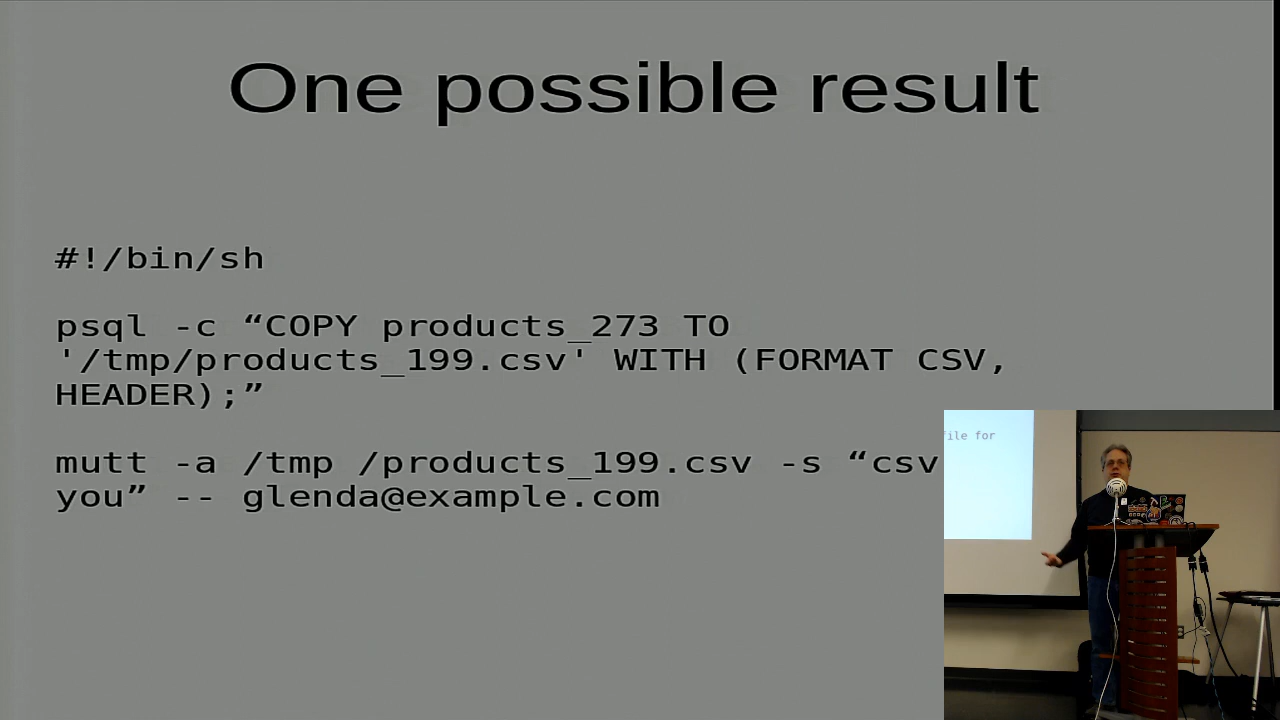 One possible result
#!/bin/sh
psql -c “COPY products_273 TO
'/tmp/products_199.csv' WITH (FORMAT CSV,
HEADER);”
mutt -a /tmp /products_199.csv -s “csv
you” -- glenda@example.com
file for